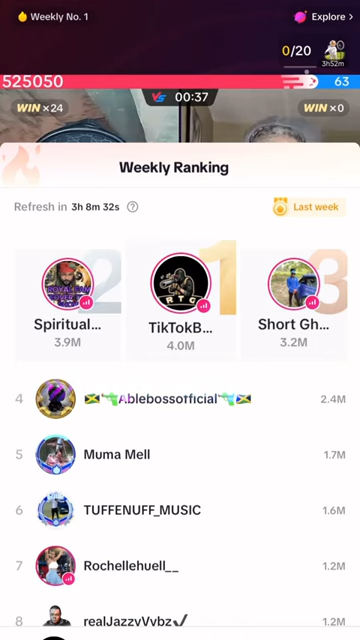 Weekly No. 1
Explore >
0/20
3h52m
525050
63
WIN ×24
VS 00:37
WIN ×0
Weekly Ranking
Refresh in 3h 8m 32s ?
Last week
2
1
3
RTG
Spiritual...
TikTokB...
Short Gh...
3.9M
4.0M
3.2M
4 🇯🇲🔫Ablebossofficial🔫🇯🇲 2.4M
5 Muma Mell 1.7M
6 TUFFENUFF_MUSIC 1.6M
7 Rochellehuell__ 1.2M
8 realJazzyVybz✔ 1.2M